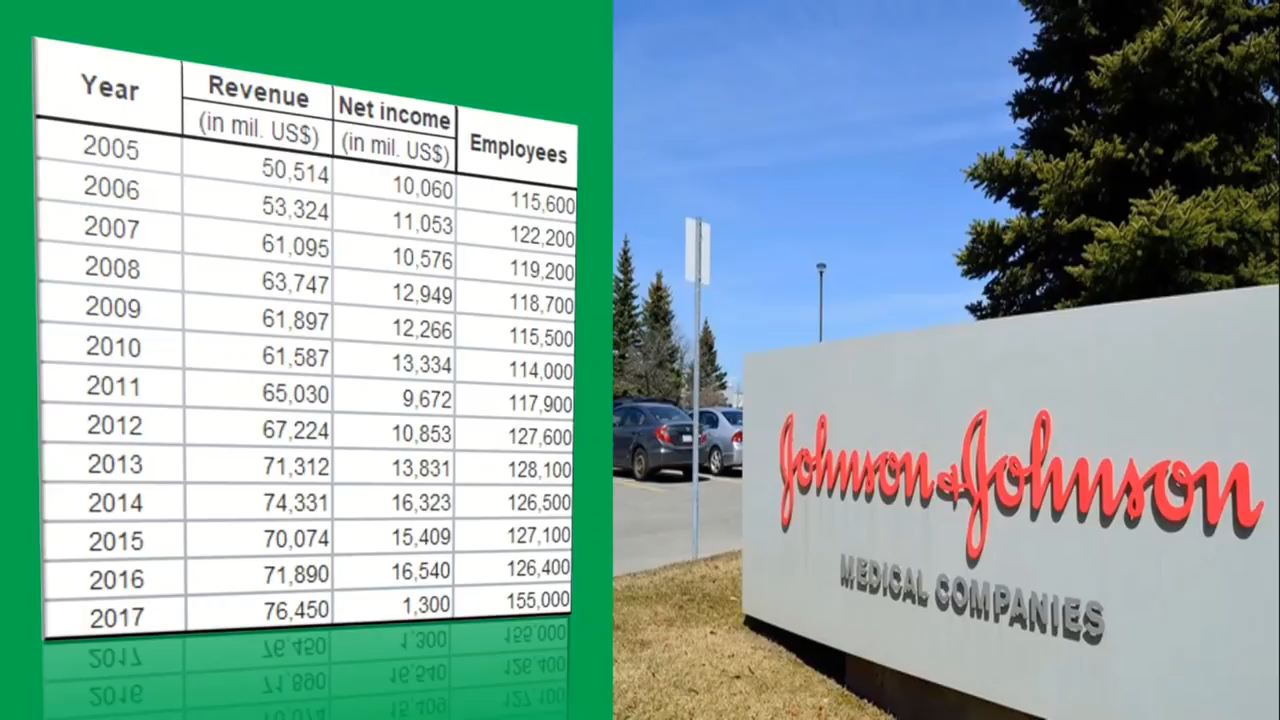 Year Revenue Net income Employees
(in mil. US$) (in mil. US$)
2005 50,514 10,060 115,600
2006 53,324 11,053 122,200
2007 61,095 10,576 119,200
2008 63,747 12,949 118,700
2009 61,897 12,266 115,500
2010 61,587 13,334 114,000
2011 65,030 9,672 117,900
2012 67,224 10,853 127,600
2013 71,312 13,831 128,100
2014 74,331 16,323 126,500
2015 70,074 15,409 127,100
2016 71,890 16,540 126,400
2017 76,450 1,300 155,000
Johnson & Johnson
MEDICAL COMPANIES